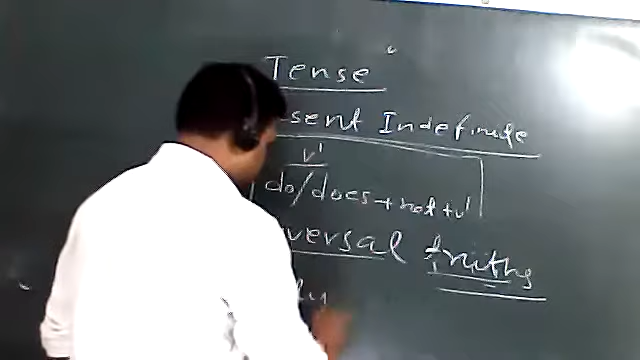 Tense
sent Indefinite
v'
do/does + not + v'
versal truths